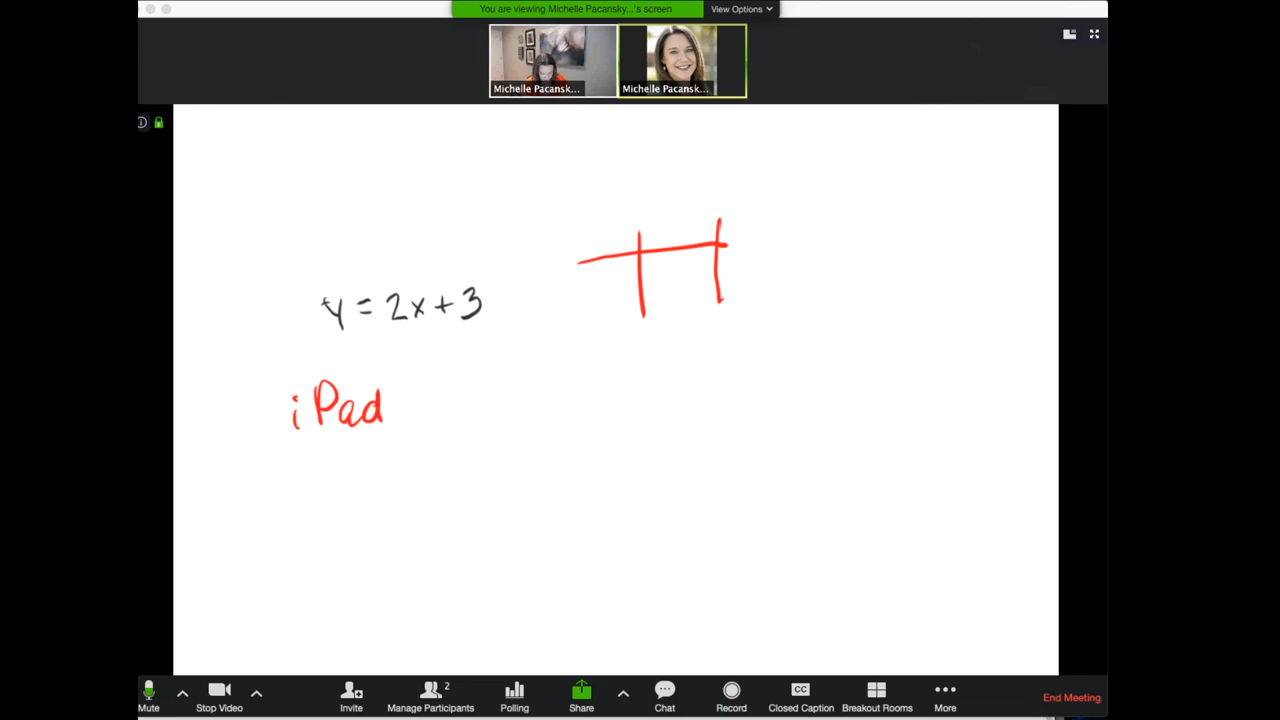 You are viewing Michelle Pacansky...'s screen
View Options
Michelle Pacansk...
Michelle Pacansk...
y = 2x + 3
iPad
Mute
Stop Video
Invite
Manage Participants
2
Polling
Share
Chat
Record
CC
Closed Caption
Breakout Rooms
More
End Meeting